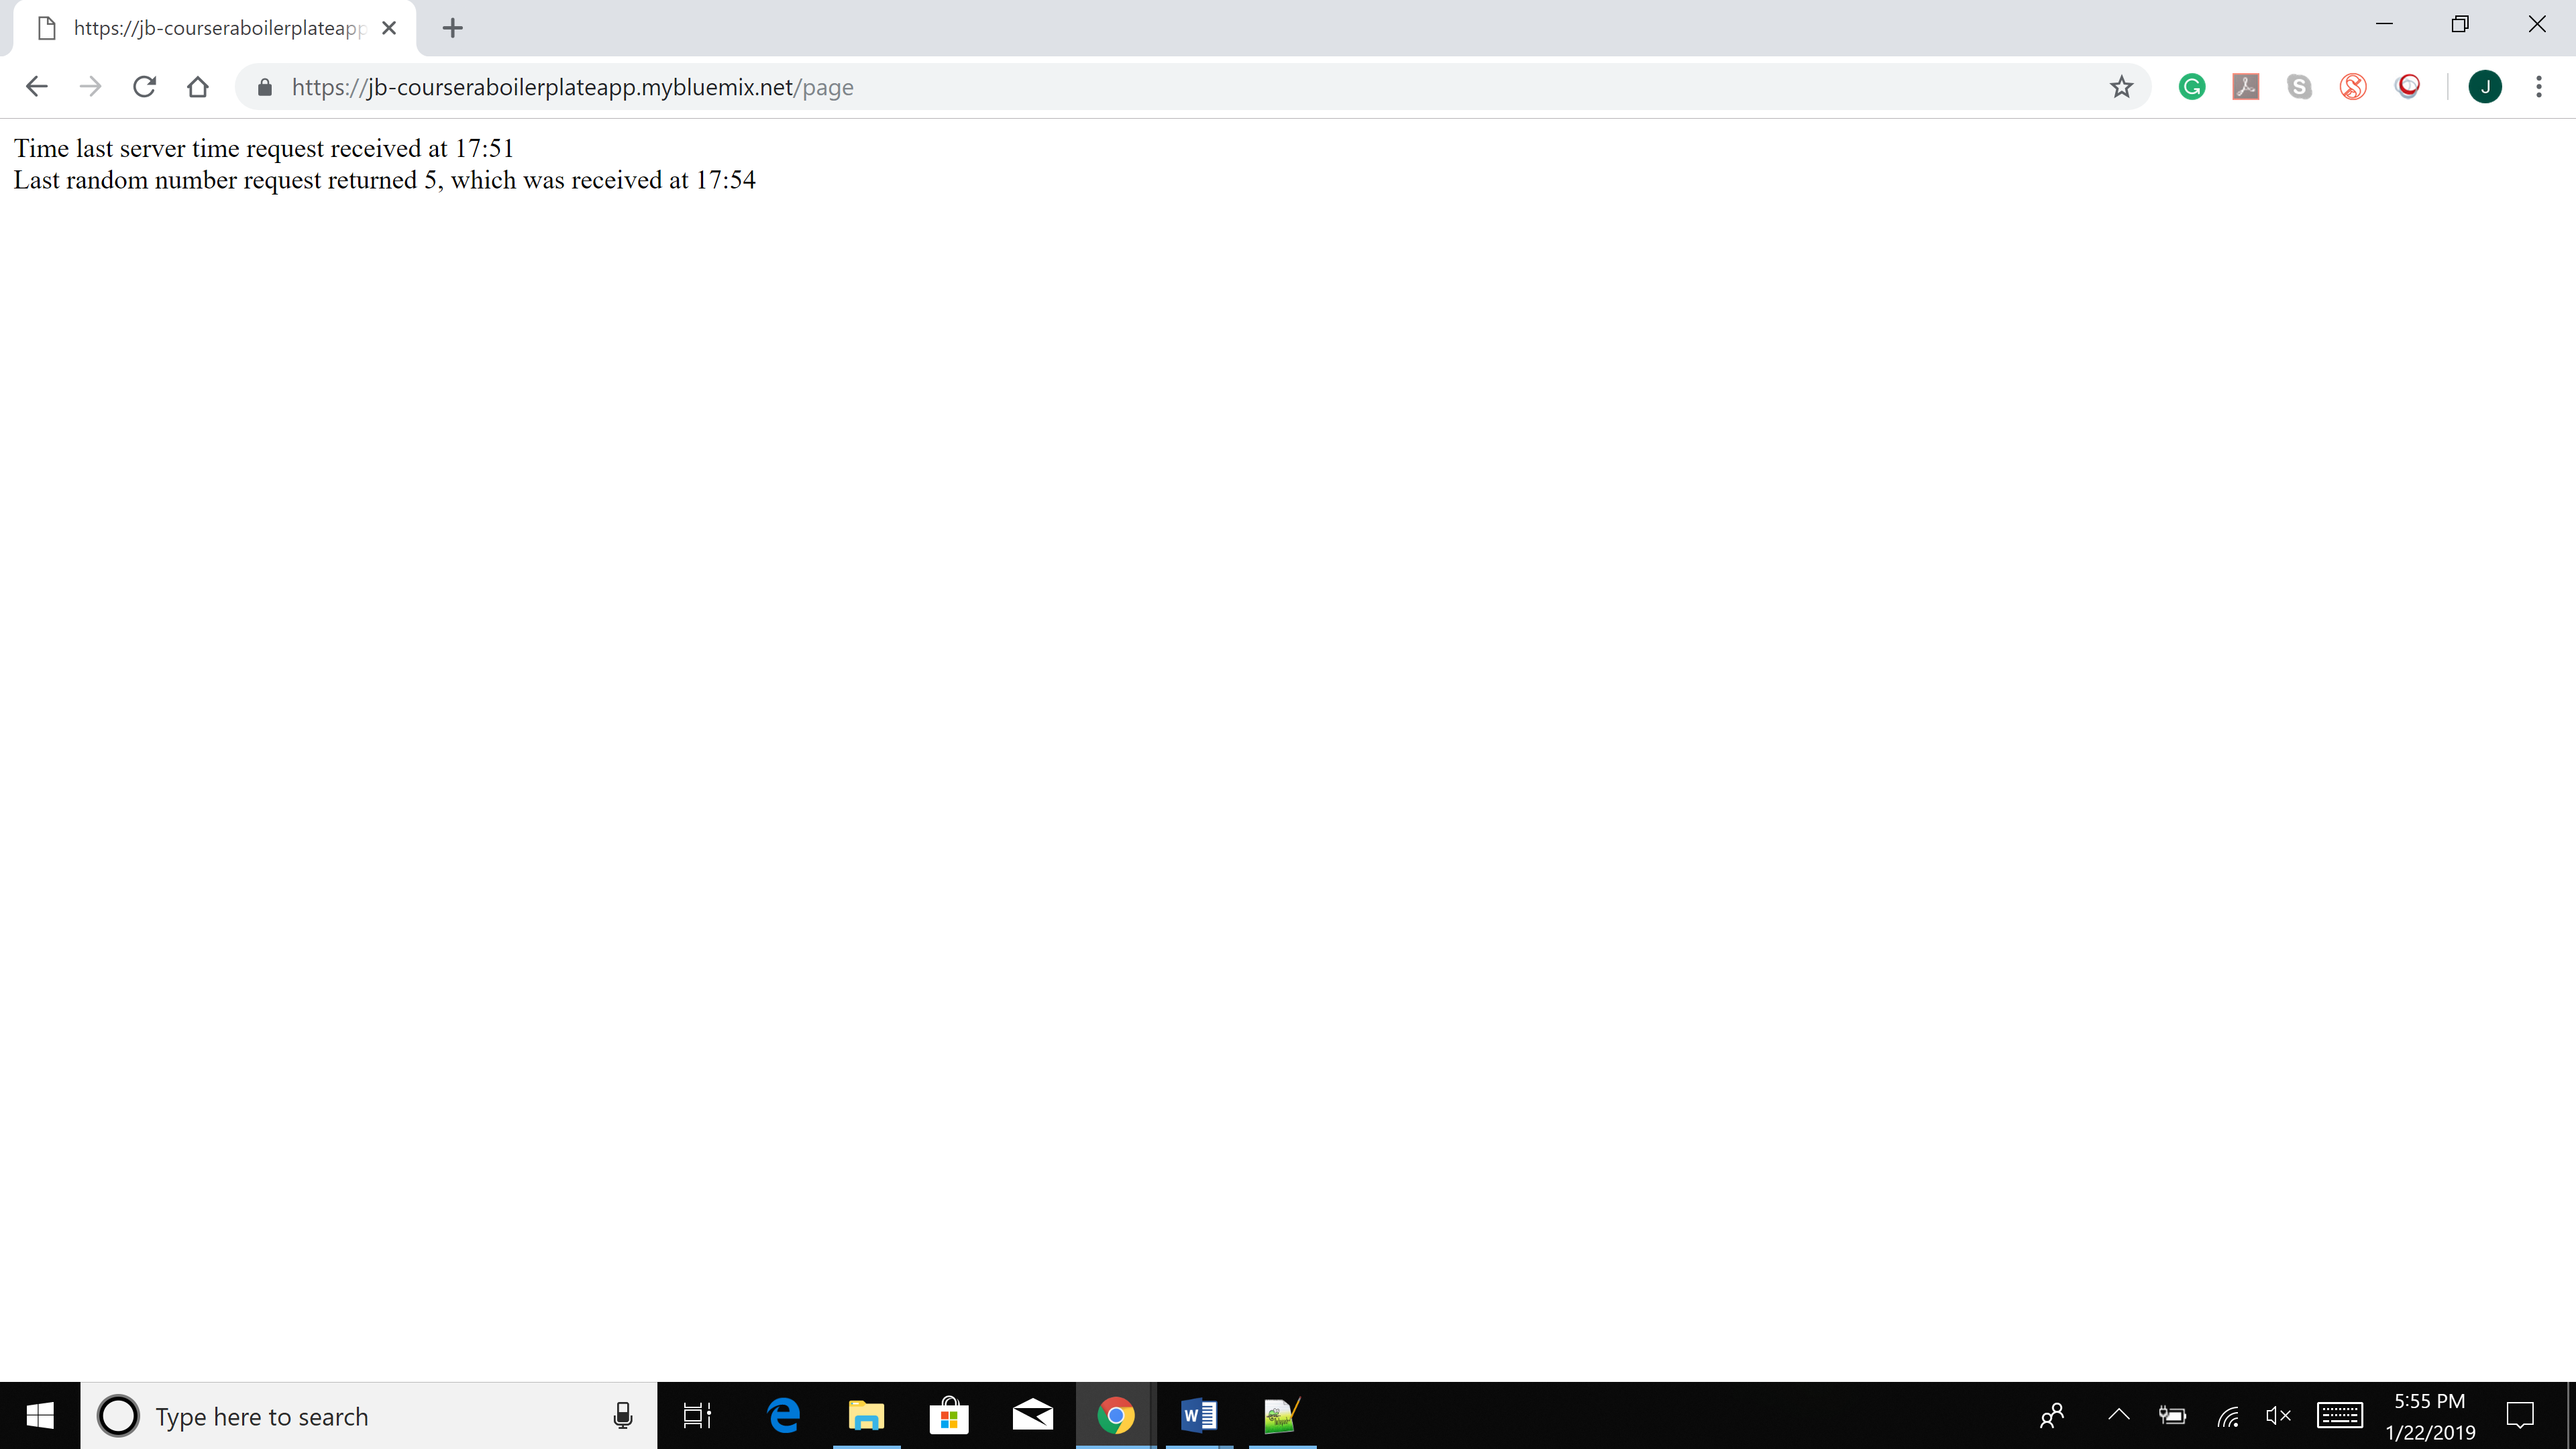 https://jb-courseraboilerplateapp
https://jb-courseraboilerplateapp.mybluemix.net/page
J
Time last server time request received at 17:51
Last random number request returned 5, which was received at 17:54
Type here to search
5:55 PM
1/22/2019